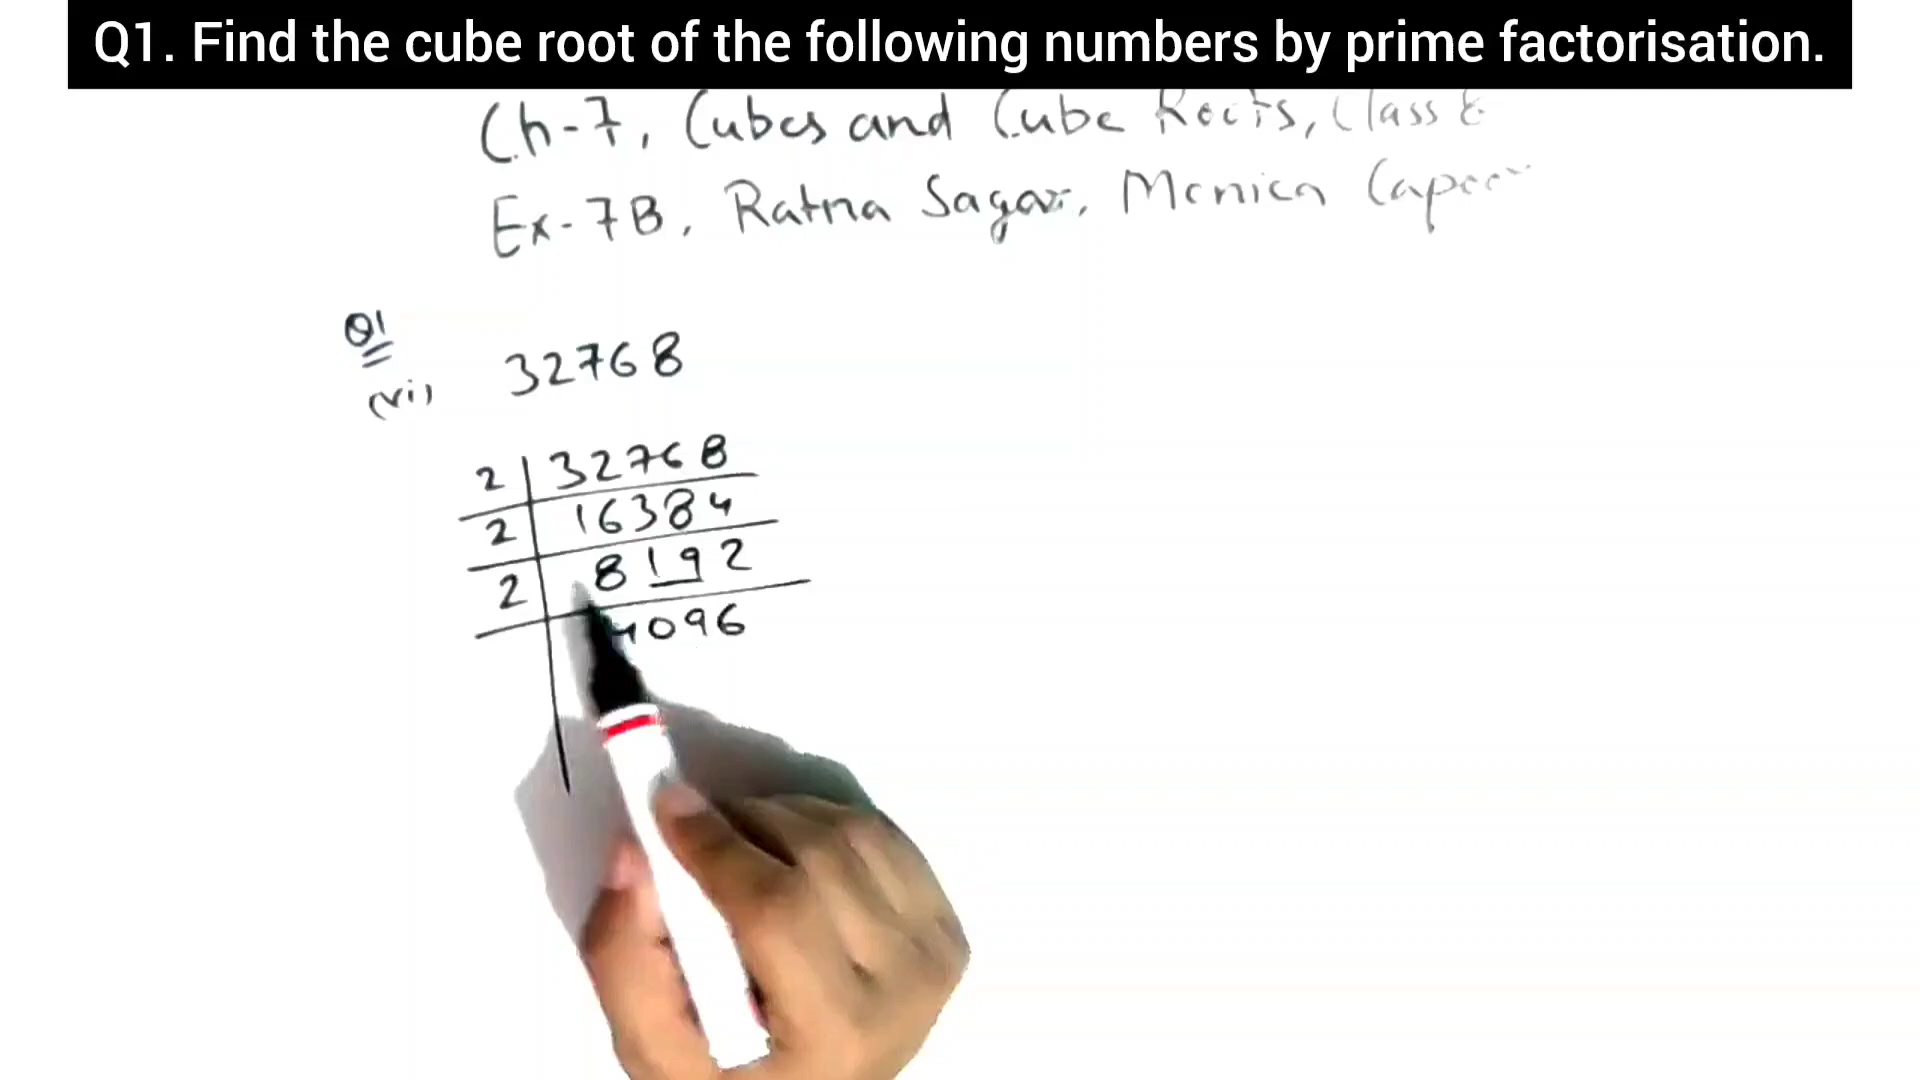 Q1. Find the cube root of the following numbers by prime factorisation.
Ch-7, Cubes and Cube Roots, Class 8
Ex-7B, Ratna Sagar, Monica Capoor
Q1
(vi) 32768
2 | 32768
2 | 16384
2 | 8192
4096